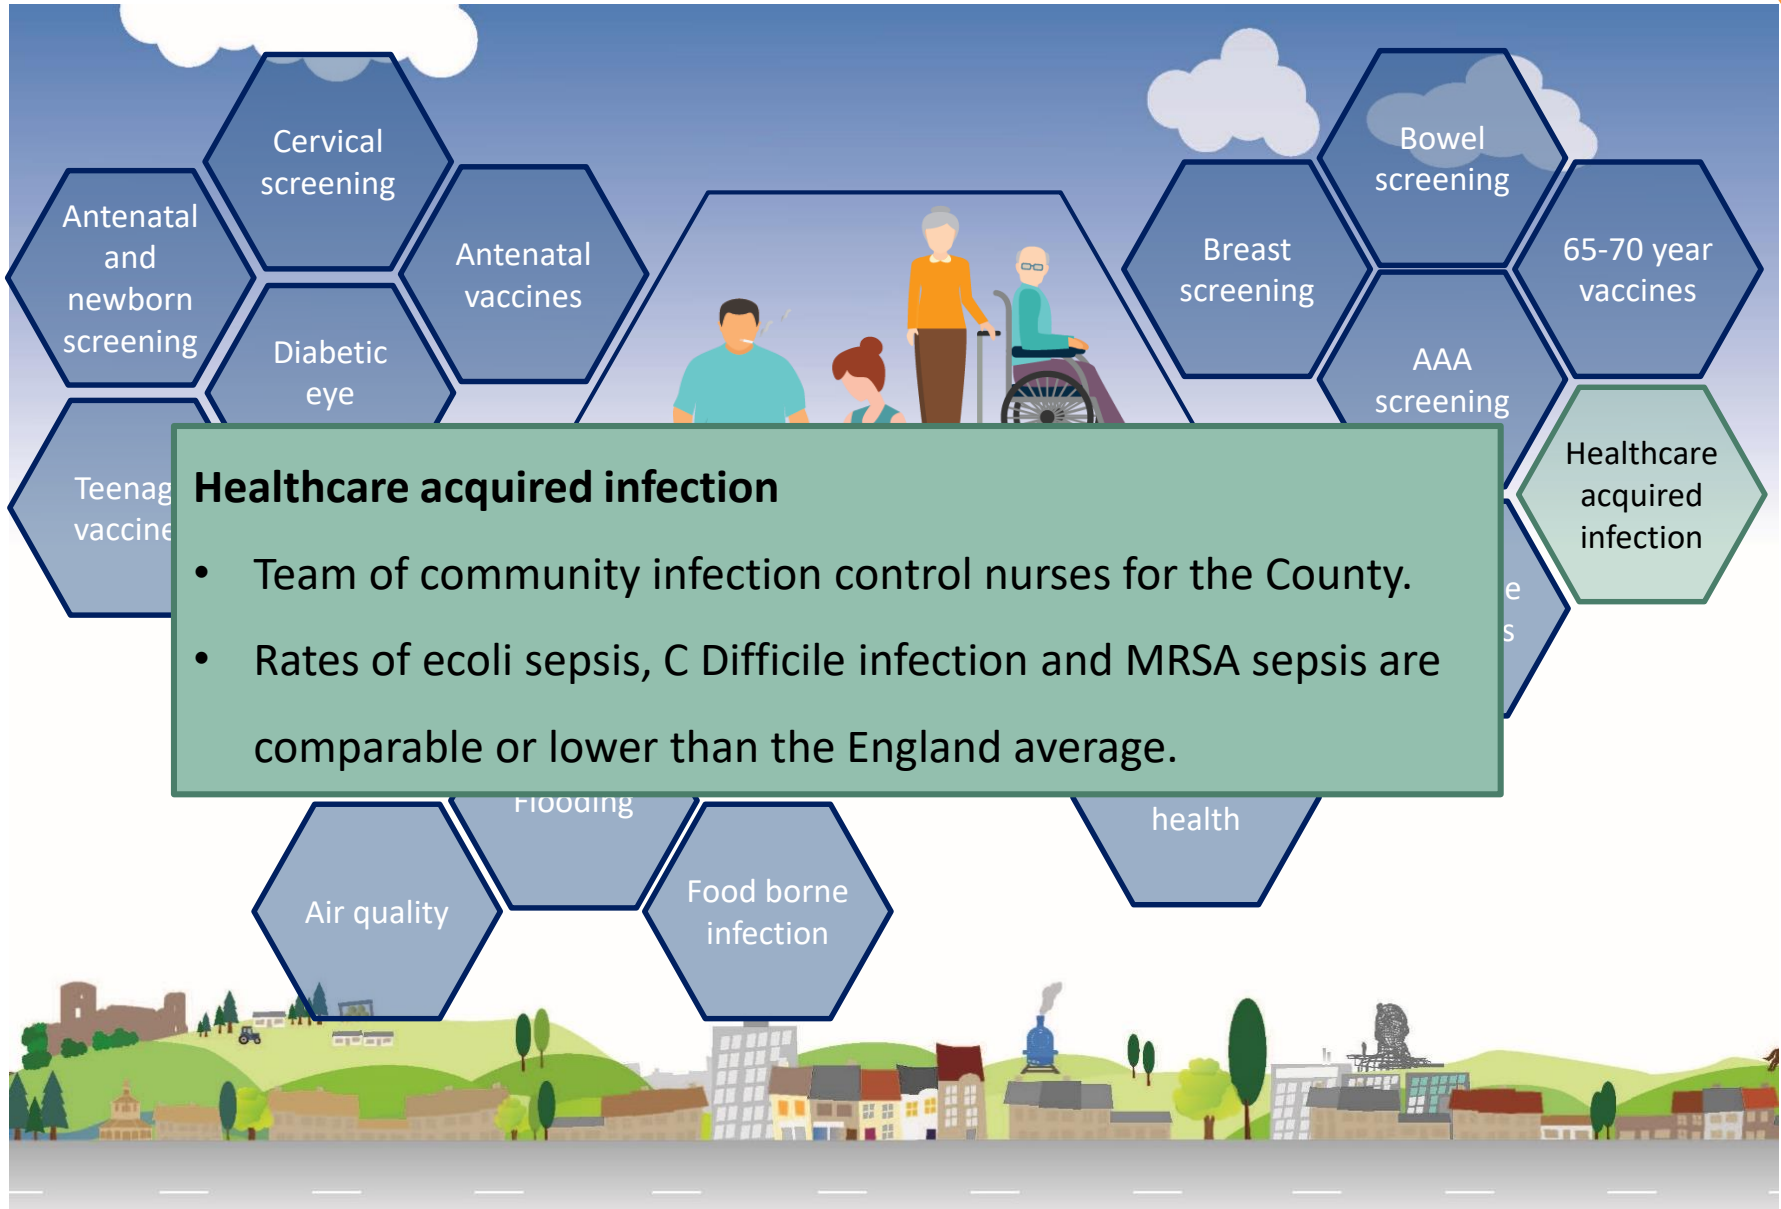 Cervical
screening
Antenatal
and
newborn
screening
Antenatal
vaccines
Diabetic
eye
Bowel
screening
Breast
screening
65-70 year
vaccines
AAA
screening
Healthcare
acquired
infection
Healthcare acquired infection
• Team of community infection control nurses for the County.
• Rates of ecoli sepsis, C Difficile infection and MRSA sepsis are
comparable or lower than the England average.
Flooding
health
Air quality
Food borne
infection